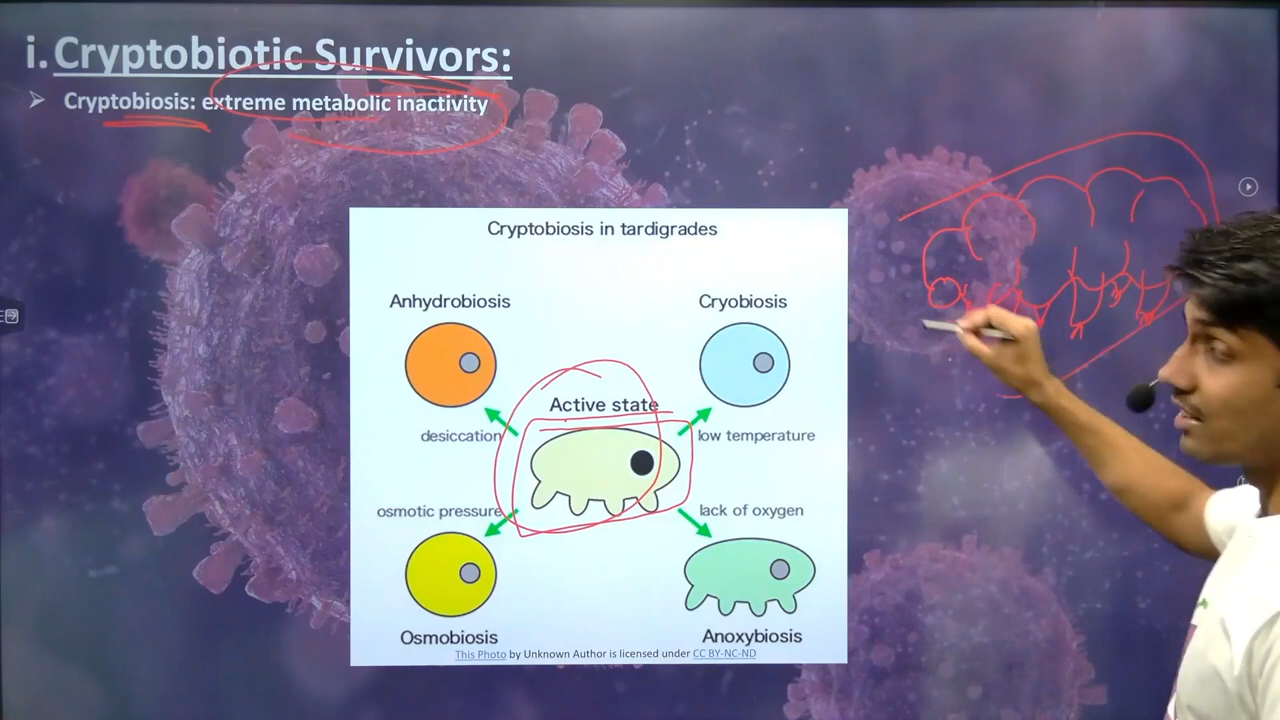 i. Cryptobiotic Survivors:
➤ Cryptobiosis: extreme metabolic inactivity
Cryptobiosis in tardigrades
Anhydrobiosis
Cryobiosis
Active state
desiccation
low temperature
osmotic pressure
lack of oxygen
Osmobiosis
Anoxybiosis
This Photo by Unknown Author is licensed under CC BY-NC-ND